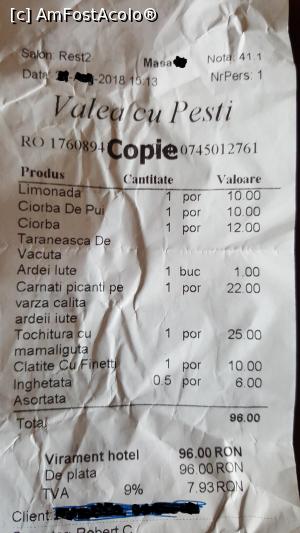 [c] AmFostAcolo®
Salon: Rest2
Masa
Nota: 41.1
Data: -2018 15:13
NrPers: 1
Valea cu Pesti
RO 1760894 Copie 0745012761
Produs Cantitate Valoare
Limonada 1 por 10.00
Ciorba De Pui 1 por 10.00
Ciorba 1 por 12.00
Taraneasca De
Vacuta
Ardei Iute 1 buc 1.00
Carnati picanti pe 1 por 22.00
varza calita
ardeii iute
Tochitura cu 1 por 25.00
mamaliguta
Clatite Cu Finetti 1 por 10.00
Inghetata 0.5 por 6.00
Asortata
Total 96.00
Virament hotel 96.00 RON
De plata 96.00 RON
TVA 9% 7.93 RON
Client:
Robert C